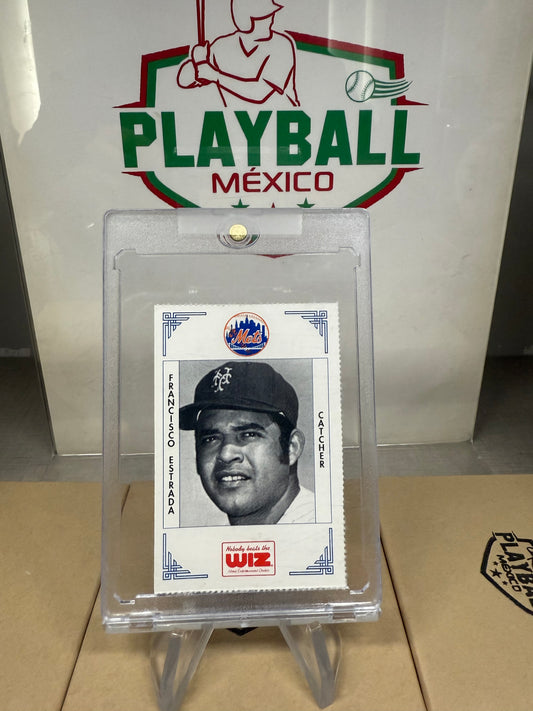 PLAYBALL
MÉXICO
Mets
FRANCISCO ESTRADA
CATCHER
Nobody beats the
WIZ
PLAYBALL
MÉXICO